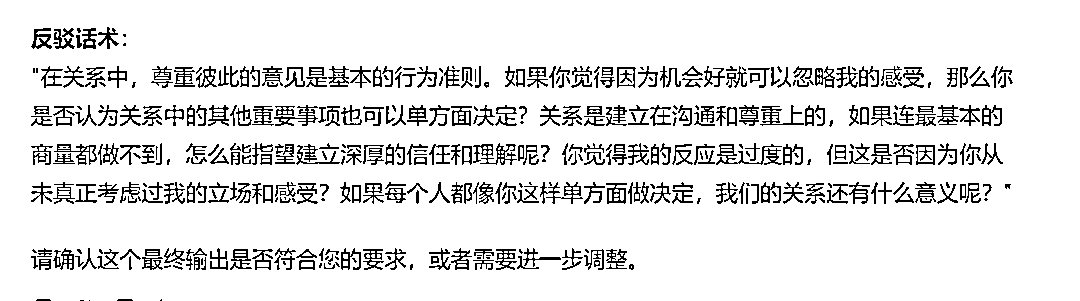 反驳话术：
"在关系中，尊重彼此的意见是基本的行为准则。如果你觉得因为机会好就可以忽略我的感受，那么你
是否认为关系中的其他重要事项也可以单方面决定？关系是建立在沟通和尊重上的，如果连最基本的
商量都做不到，怎么能指望建立深厚的信任和理解呢？你觉得我的反应是过度的，但这是否因为你从
未真正考虑过我的立场和感受？如果每个人都像你这样单方面做决定，我们的关系还有什么意义呢？"
请确认这个最终输出是否符合您的要求，或者需要进一步调整。